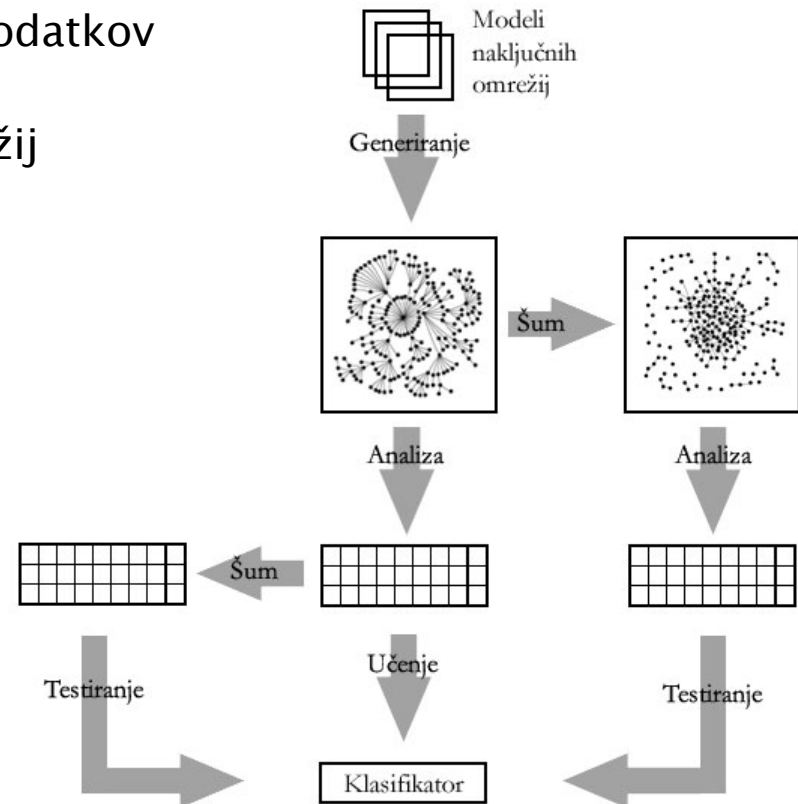 odatkov
žij
Modeli
naključnih
omrežij
Generiranje
Šum
Analiza
Analiza
Šum
Učenje
Testiranje
Testiranje
Klasifikator